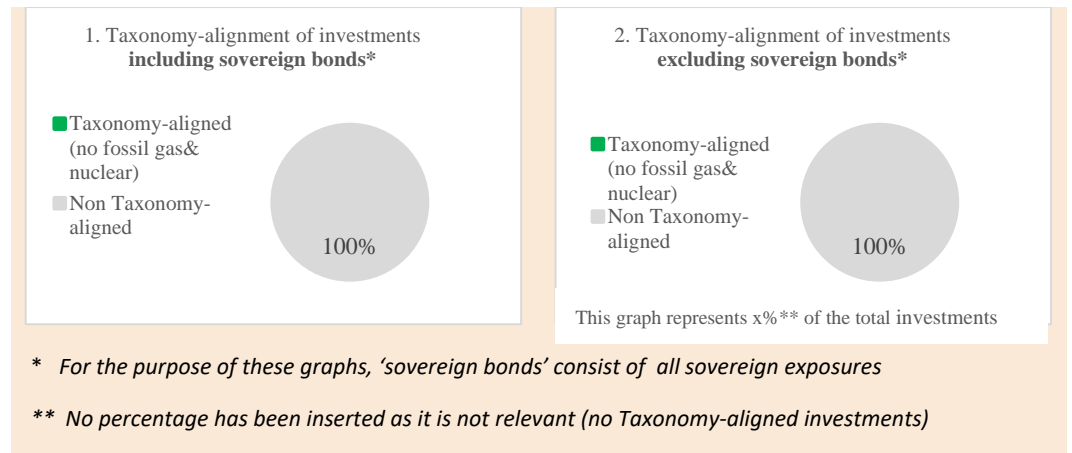 1. Taxonomy-alignment of investments
including sovereign bonds*
Taxonomy-aligned
(no fossil gas&
nuclear)
Non Taxonomy-
aligned
100%
2. Taxonomy-alignment of investments
excluding sovereign bonds*
Taxonomy-aligned
(no fossil gas&
nuclear)
Non Taxonomy-
aligned
100%
This graph represents x%** of the total investments
* For the purpose of these graphs, ‘sovereign bonds’ consist of all sovereign exposures
** No percentage has been inserted as it is not relevant (no Taxonomy-aligned investments)